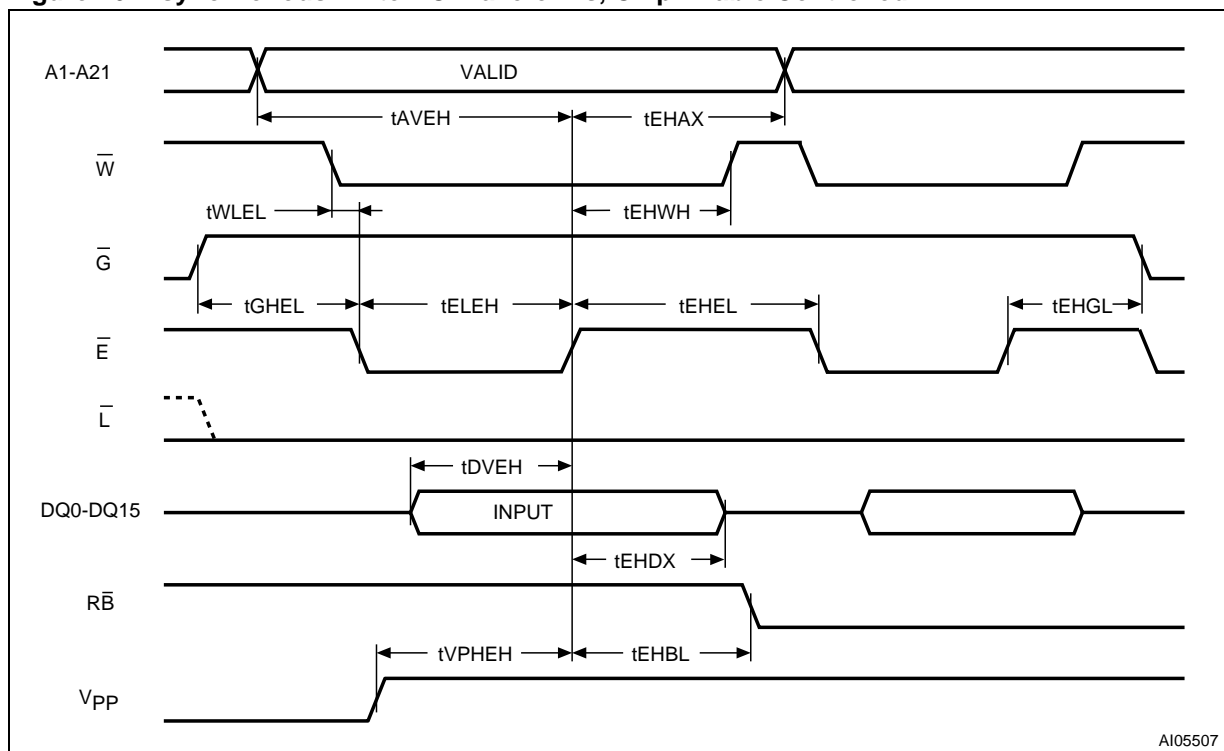 A1-A21
VALID
tAVEH
tEHAX
W̅
tWLEL
tEHWH
G̅
tGHEL
tELEH
tEHEL
tEHGL
E̅
L̅
tDVEH
DQ0-DQ15
INPUT
tEHDX
RB̅
tVPHEH
tEHBL
VPP
AI05507